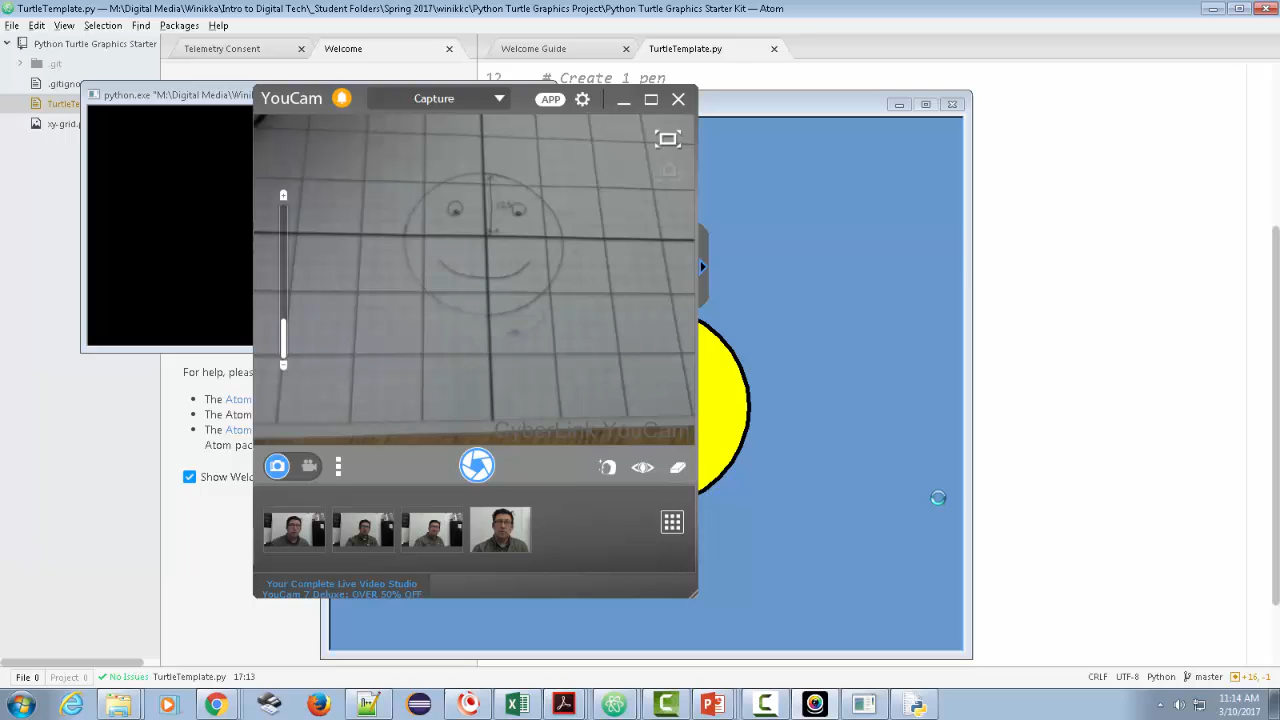 TurtleTemplate.py — M:\Digital Media\Winikka\Intro to Digital Tech\_Student Folders\Spring 2017\winikkc\Python Turtle Graphics Project\Python Turtle Graphics Starter Kit — Atom
File Edit View Selection Find Packages Help
Python Turtle Graphics Starter
Telemetry Consent
Welcome
Welcome Guide
TurtleTemplate.py
.git
.gitigno
TurtleTe
xy-grid.p
12 # Create 1 pen
python.exe "M:\Digital Media\Wini
YouCam
Capture
APP
CyberLink YouCam
For help, pleas
The Atom
The Atom
The Atom
Atom pac
Show Welc
Your Complete Live Video Studio
YouCam 7 Deluxe: OVER 50% OFF
File 0 Project 0 No Issues TurtleTemplate.py 17:13
CRLF UTF-8 Python master +16, -1
11:14 AM
3/10/2017